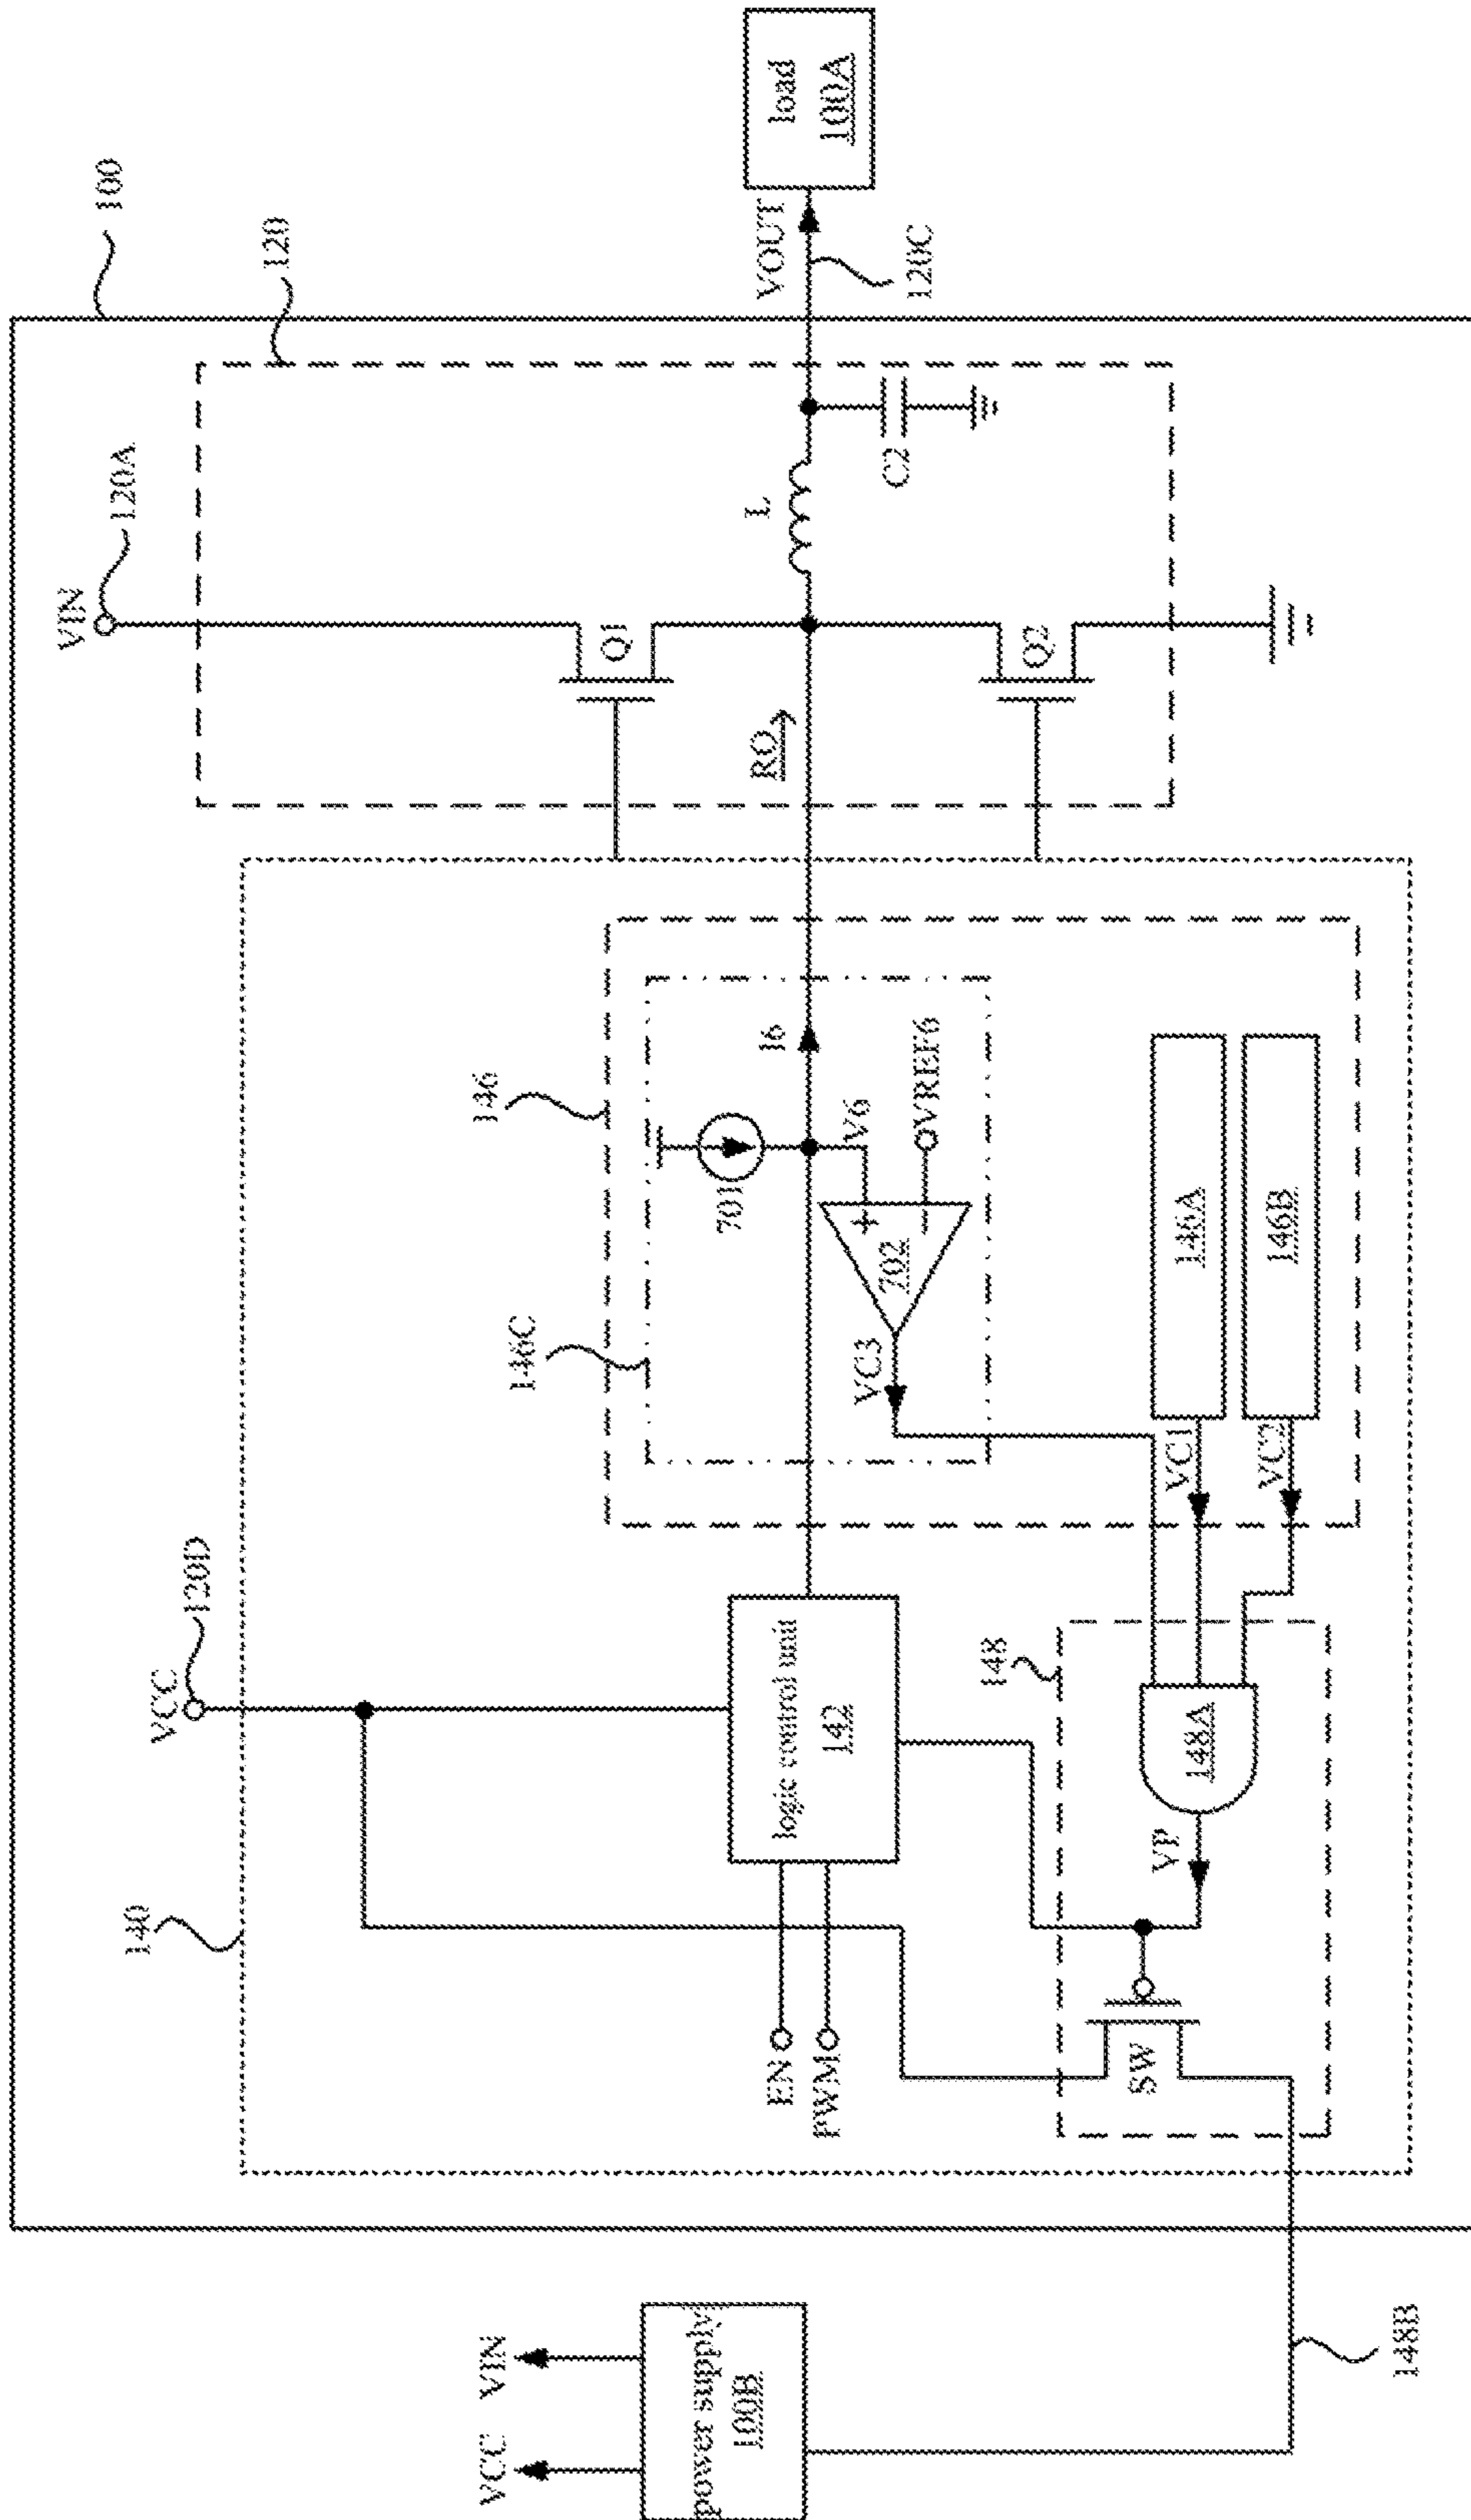 100
120
VIN
120A
Q1
L
C2
RO
Q2
VOUT
120C
load
100A
VCC
120D
140
146
146C
701
I6
V6
VREF6
702
VC3
146A
146B
VC1
VC2
logic control unit
142
EN
PWM
148
148A
VP
SW
VCC
VIN
power supply
100B
148B